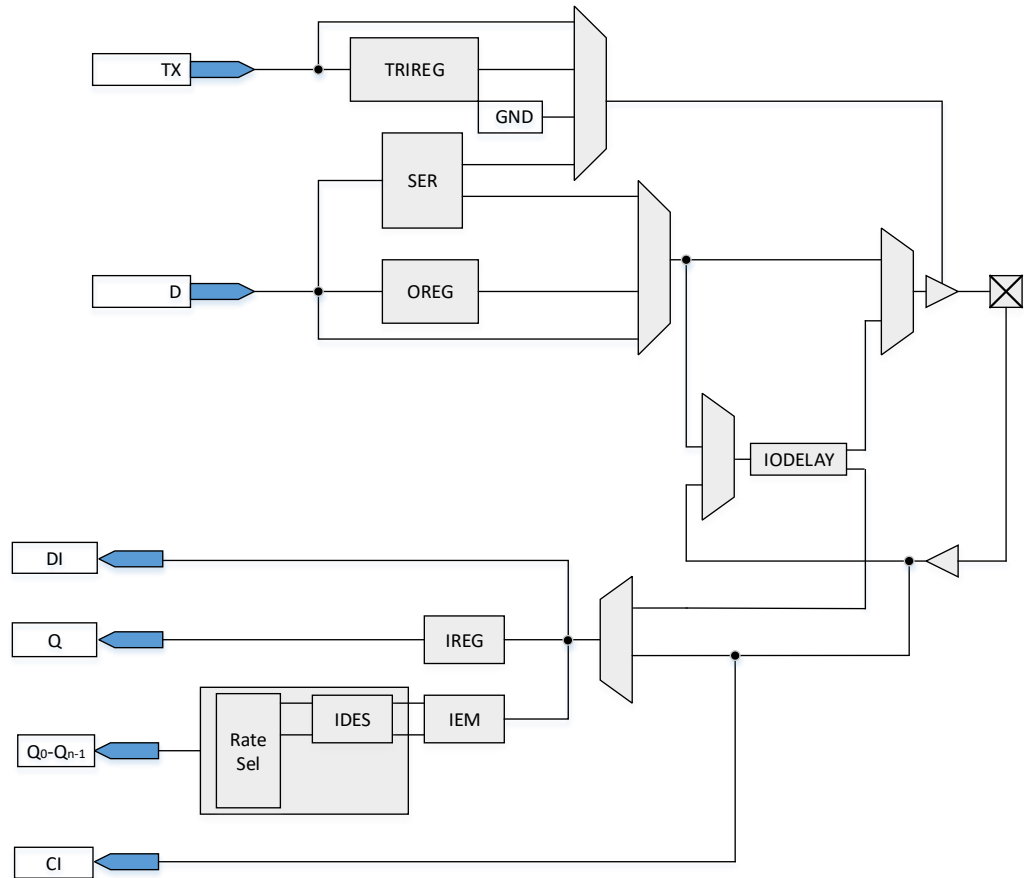 TX
TRIREG
GND
SER
D
OREG
IODELAY
DI
Q
IREG
IDES
IEM
Rate
Sel
Q0-Qn-1
CI